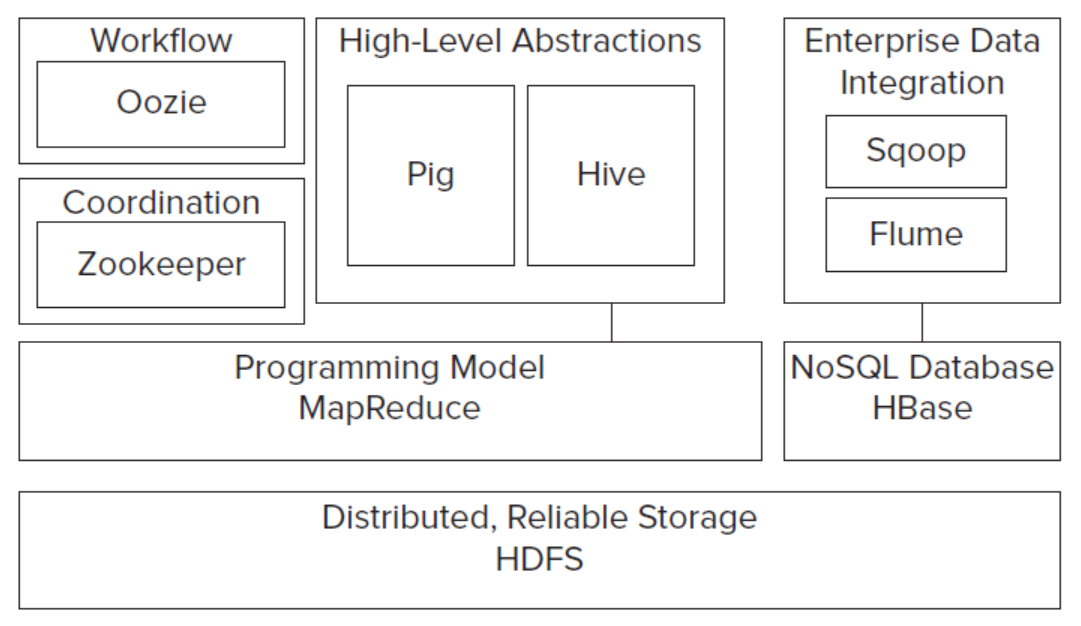 Workflow
Oozie
Coordination
Zookeeper
High-Level Abstractions
Pig
Hive
Enterprise Data
Integration
Sqoop
Flume
Programming Model
MapReduce
NoSQL Database
HBase
Distributed, Reliable Storage
HDFS